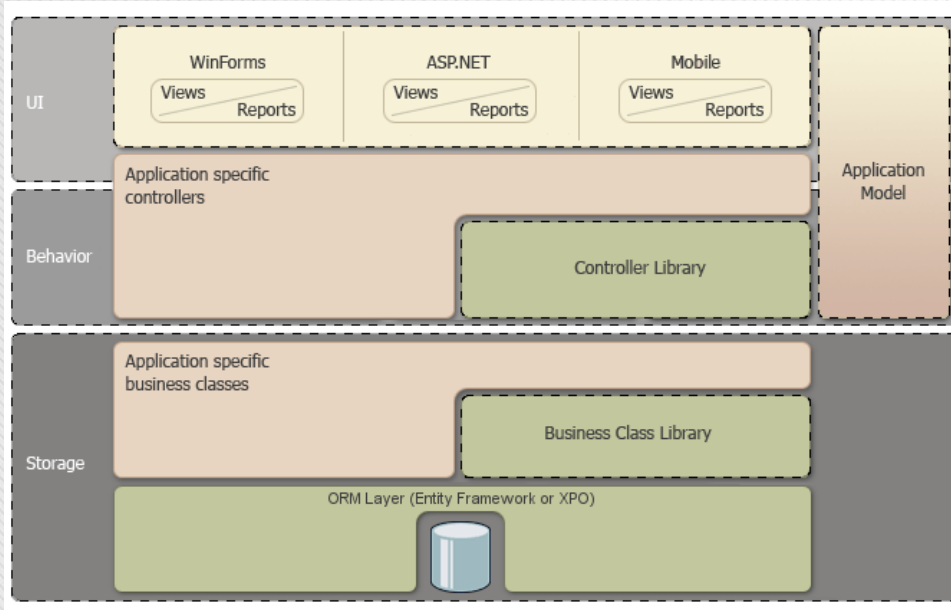 UI
WinForms
Views
Reports
ASP.NET
Views
Reports
Mobile
Views
Reports
Application
Model
Application specific
controllers
Behavior
Controller Library
Application specific
business classes
Business Class Library
Storage
ORM Layer (Entity Framework or XPO)